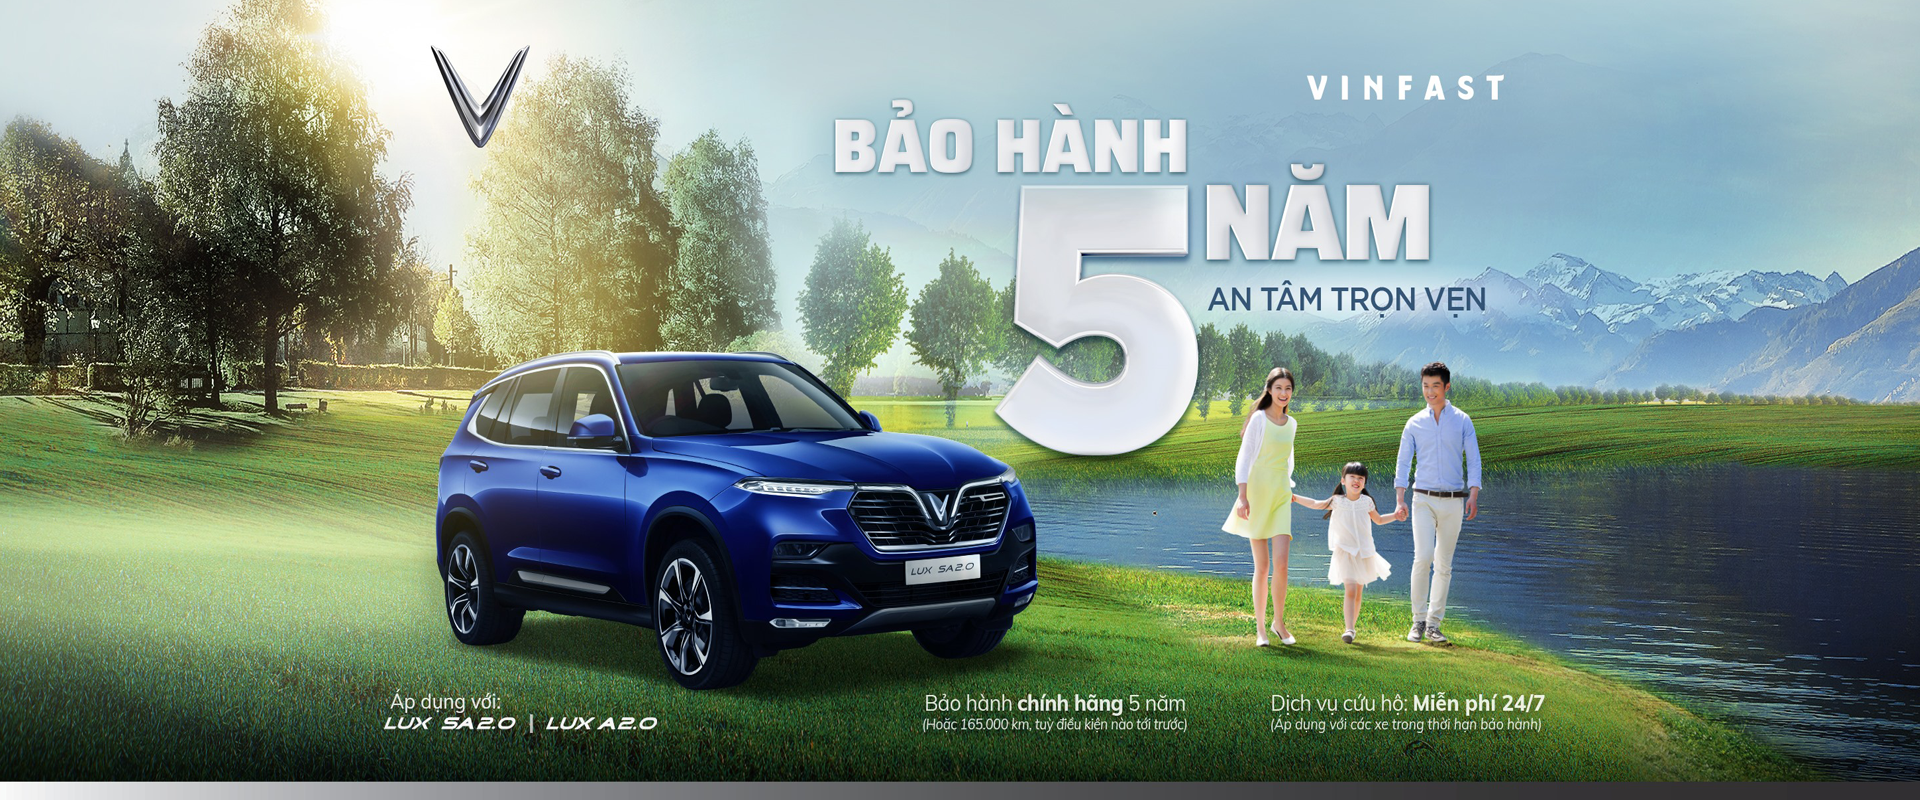 VINFAST
BẢO HÀNH
5 NĂM
AN TÂM TRỌN VẸN
LUX SA2.0
Áp dụng với:
LUX SA2.0 | LUX A2.0
Bảo hành chính hãng 5 năm
(Hoặc 165.000 km, tuỳ điều kiện nào tới trước)
Dịch vụ cứu hộ: Miễn phí 24/7
(Áp dụng với các xe trong thời hạn bảo hành)